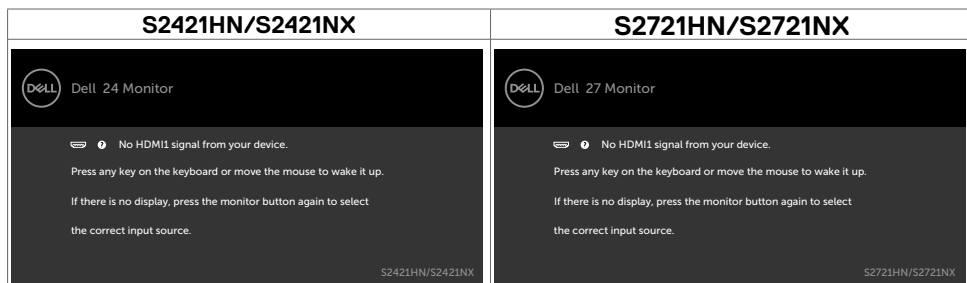 S2421HN/S2421NX
DELL Dell 24 Monitor
? No HDMI1 signal from your device.
Press any key on the keyboard or move the mouse to wake it up.
If there is no display, press the monitor button again to select
the correct input source.
S2421HN/S2421NX
S2721HN/S2721NX
DELL Dell 27 Monitor
? No HDMI1 signal from your device.
Press any key on the keyboard or move the mouse to wake it up.
If there is no display, press the monitor button again to select
the correct input source.
S2721HN/S2721NX